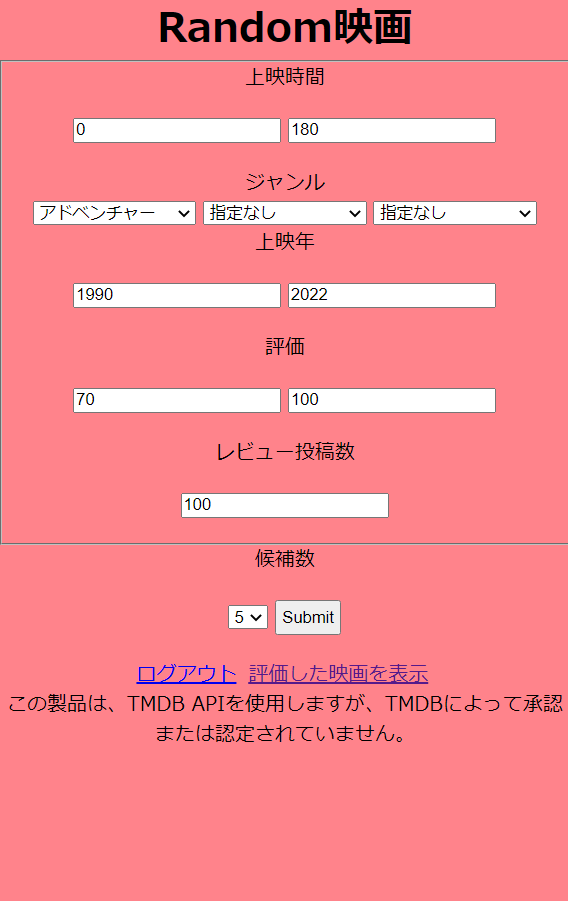 Random映画
上映時間
0 180
ジャンル
アドベンチャー 指定なし 指定なし
上映年
1990 2022
評価
70 100
レビュー投稿数
100
候補数
5 Submit
ログアウト 評価した映画を表示
この製品は、TMDB APIを使用しますが、TMDBによって承認
または認定されていません。